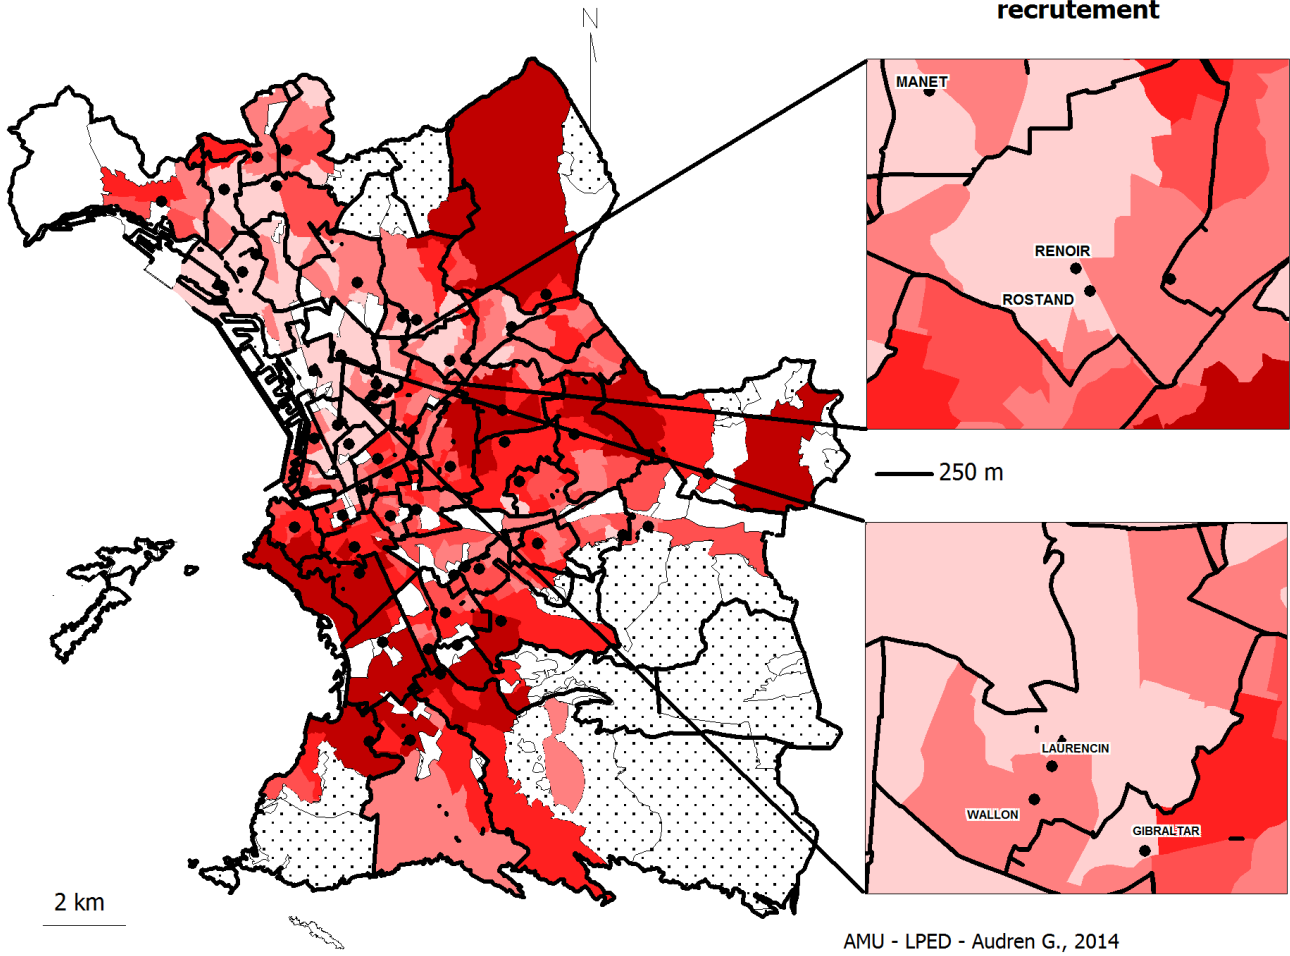 recrutement
N
MANET
RENOIR
ROSTAND
250 m
LAURENCIN
WALLON
GIBRALTAR
2 km
AMU - LPED - Audren G., 2014